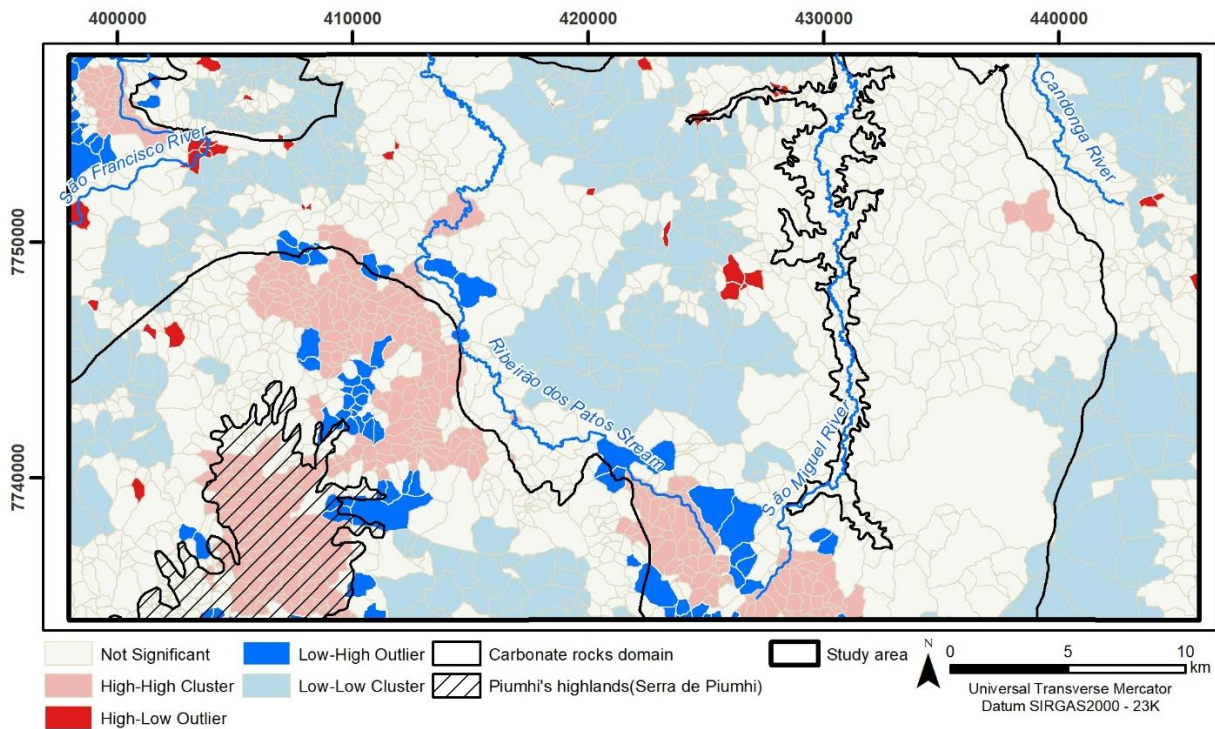 400000 410000 420000 430000 440000
7750000
7740000
São Francisco River
Candonga River
Ribeirão dos Patos Stream
São Miguel River
Not Significant
High-High Cluster
High-Low Outlier
Low-High Outlier
Low-Low Cluster
Carbonate rocks domain
Piumhi's highlands(Serra de Piumhi)
Study area
N
0 5 10
km
Universal Transverse Mercator
Datum SIRGAS2000 - 23K